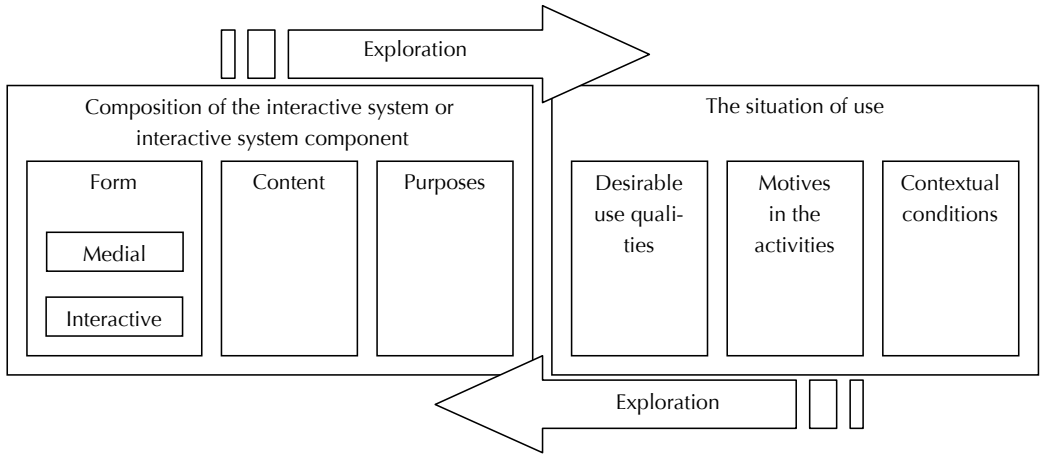 Exploration
Composition of the interactive system or
interactive system component
Form
Medial
Interactive
Content
Purposes
The situation of use
Desirable
use quali-
ties
Motives
in the
activities
Contextual
conditions
Exploration